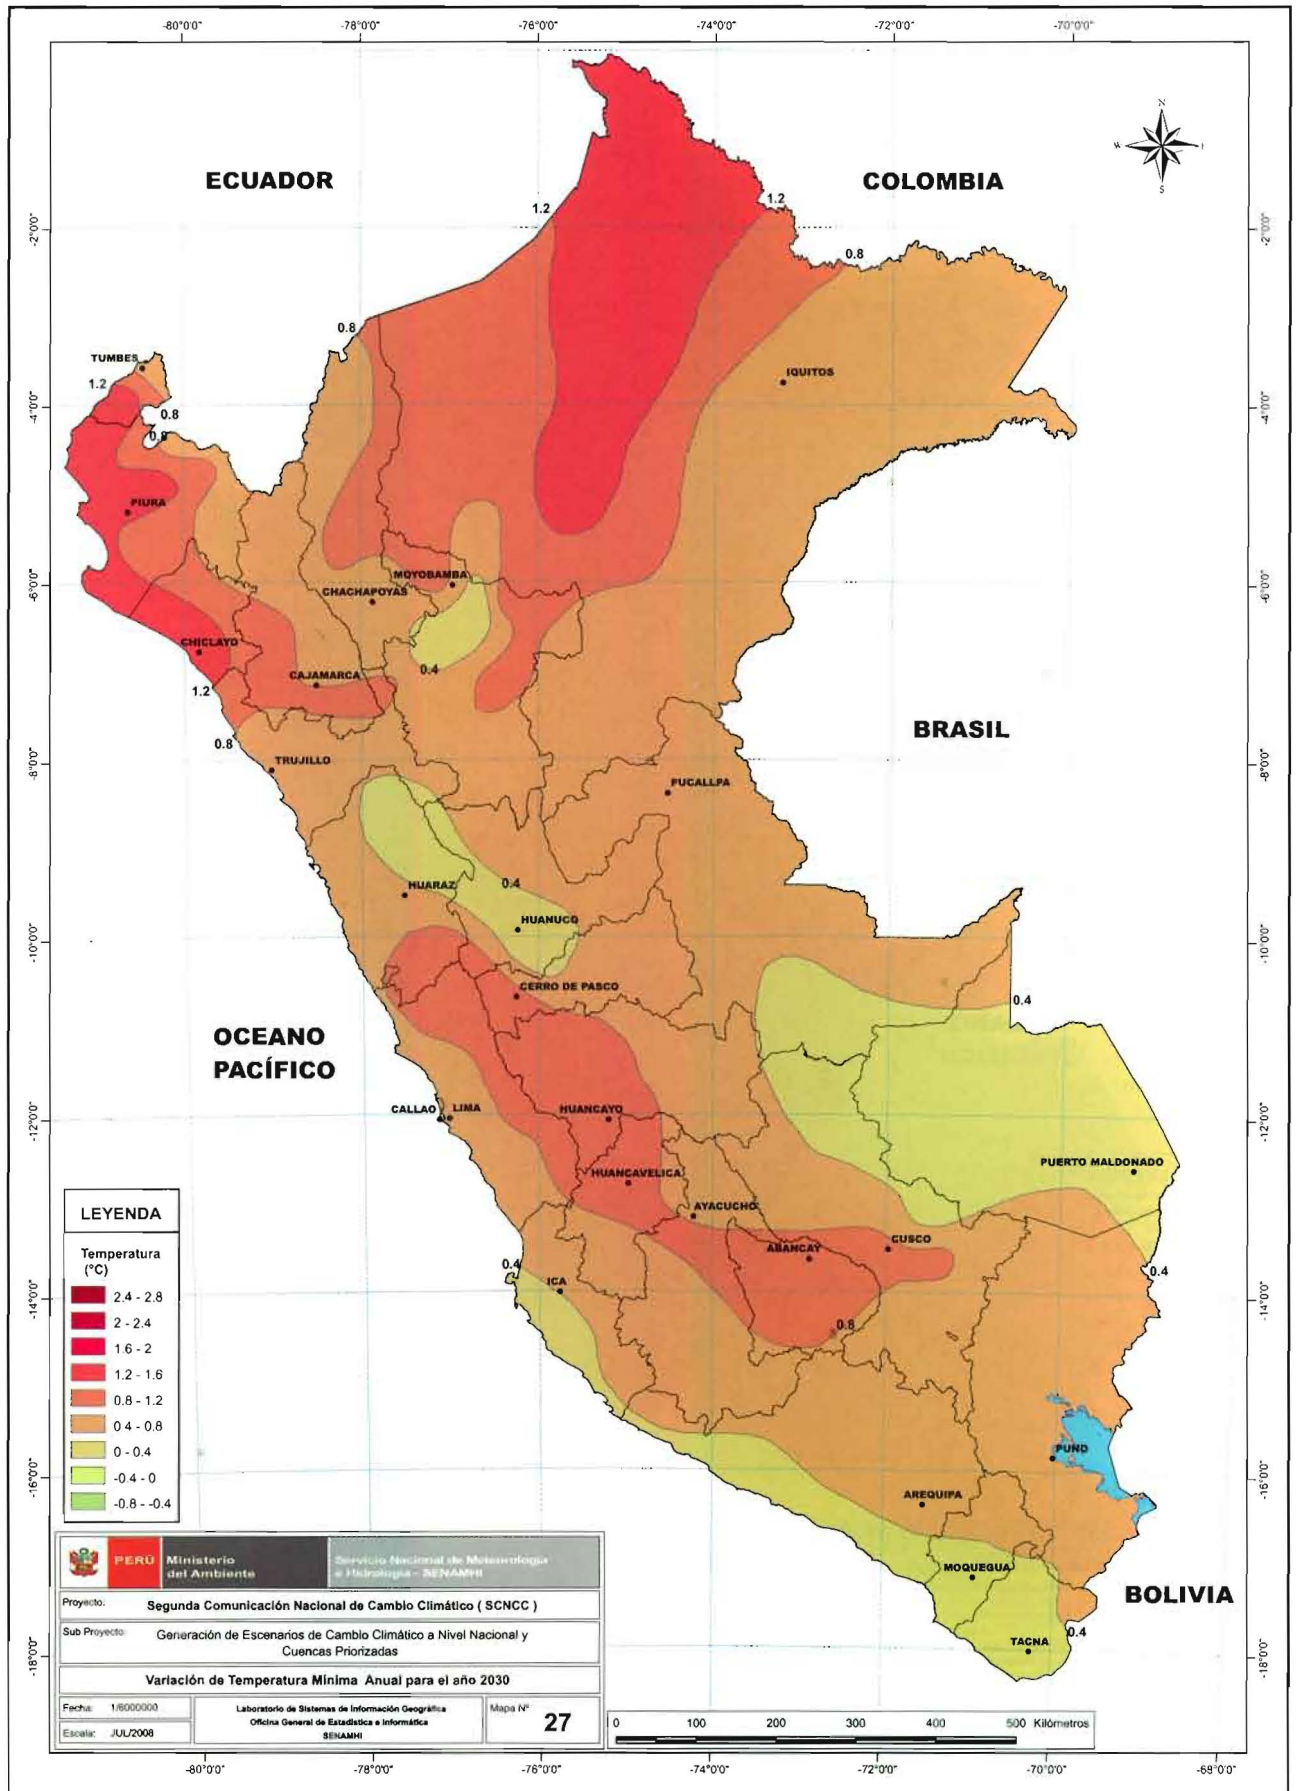 -80°0'0" -78°0'0" -76°0'0" -74°0'0" -72°0'0" -70°0'0"
N
W
S
ECUADOR
COLOMBIA
1.2
1.2
-2°0'0" -2°0'0"
0.8
0.8
TUMBES
IQUITOS
1.2
0.8
-4°0'0" -4°0'0"
0.8
PIURA
MOYOBAMBA
-6°0'0" -6°0'0"
CHACHAPOYAS
CHICLAYO
0.4
CAJAMARCA
1.2
BRASIL
0.8
TRUJILLO
-8°0'0" -8°0'0"
PUCALLPA
0.4
HUARAZ
HUANUCO
-10°0'0" -10°0'0"
CERRO DE PASCO
0.4
OCEANO
PACÍFICO
CALLAO LIMA
HUANCAYO
-12°0'0" -12°0'0"
PUERTO MALDONADO
HUANCAVELICA
AYACUCHO
CUSCO
ABANCAY
0.4
0.4
ICA
-14°0'0" -14°0'0"
0.8
PUNO
-16°0'0" -16°0'0"
AREQUIPA
MOQUEGUA
BOLIVIA
0.4
TACNA
-18°0'0" -18°0'0"
LEYENDA
Temperatura
(°C)
2.4 - 2.8
2 - 2.4
1.6 - 2
1.2 - 1.6
0.8 - 1.2
0.4 - 0.8
0 - 0.4
-0.4 - 0
-0.8 - -0.4
PERÚ Ministerio
del Ambiente
Servicio Nacional de Meteorología
e Hidrología - SENAMHI
Proyecto: Segunda Comunicación Nacional de Cambio Climático ( SCNCC )
Sub Proyecto: Generación de Escenarios de Cambio Climático a Nivel Nacional y
Cuencas Priorizadas
Variación de Temperatura Mínima Anual para el año 2030
Fecha: 1/6000000
Escala: JUL/2008
Laboratorio de Sistemas de Información Geográfica
Oficina General de Estadística e Informática
SENAMHI
Mapa N° 27
0 100 200 300 400 500 Kilómetros
-80°0'0" -78°0'0" -76°0'0" -74°0'0" -72°0'0" -70°0'0" -68°0'0"